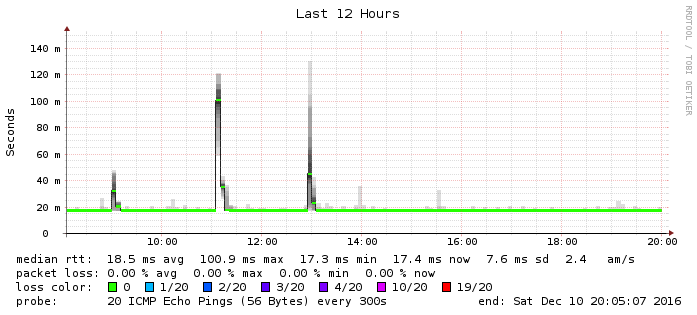 Last 12 Hours
RRDTOOL / TOBI OETIKER
Seconds
140 m
120 m
100 m
80 m
60 m
40 m
20 m
0
10:00 12:00 14:00 16:00 18:00 20:00
median rtt: 18.5 ms avg 100.9 ms max 17.3 ms min 17.4 ms now 7.6 ms sd 2.4 am/s
packet loss: 0.00 % avg 0.00 % max 0.00 % min 0.00 % now
loss color: 0 1/20 2/20 3/20 4/20 10/20 19/20
probe: 20 ICMP Echo Pings (56 Bytes) every 300s end: Sat Dec 10 20:05:07 2016